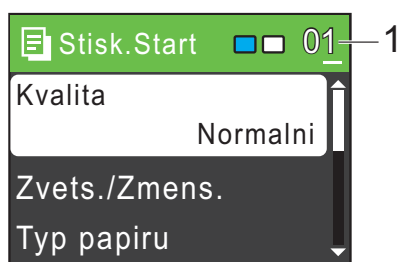 Stisk.Start 01 1
Kvalita
Normalni
Zvets./Zmens.
Typ papiru